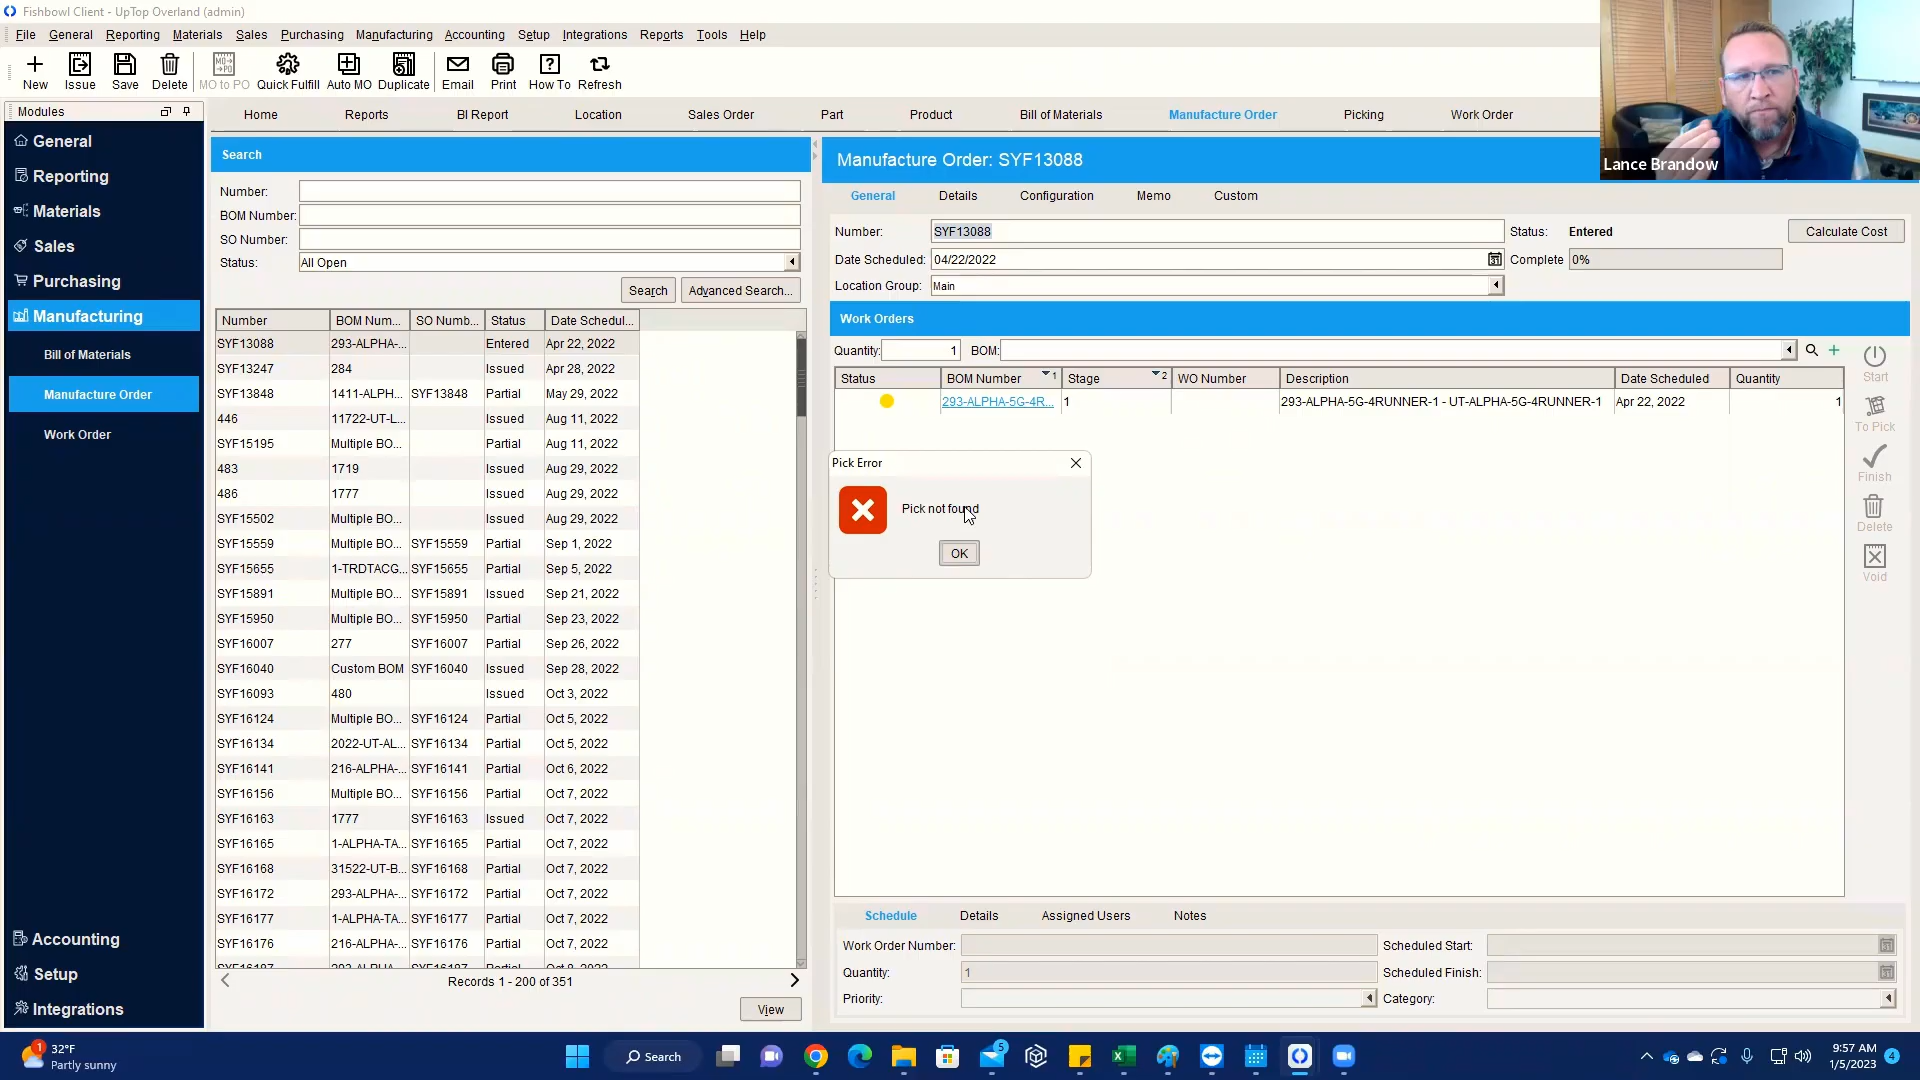 Fishbowl Client - UpTop Overland (admin)
File General Reporting Materials Sales Purchasing Manufacturing Accounting Setup Integrations Reports Tools Help
New Issue Save Delete MO to PO Quick Fulfill Auto MO Duplicate Email Print How To Refresh
Modules
General
Reporting
Materials
Sales
Purchasing
Manufacturing
Bill of Materials
Manufacture Order
Work Order
Accounting
Setup
Integrations
Home Reports BI Report Location Sales Order Part Product Bill of Materials Manufacture Order Picking Work Order
Search
Number:
BOM Number:
SO Number:
Status: All Open
Search Advanced Search...
Number BOM Num... SO Numb... Status Date Schedul...
SYF13088 293-ALPHA-... Entered Apr 22, 2022
SYF13247 284 Issued Apr 28, 2022
SYF13848 1411-ALPH... SYF13848 Partial May 29, 2022
446 11722-UT-L... Issued Aug 11, 2022
SYF15195 Multiple BO... Partial Aug 11, 2022
483 1719 Issued Aug 29, 2022
486 1777 Issued Aug 29, 2022
SYF15502 Multiple BO... Issued Aug 29, 2022
SYF15559 Multiple BO... SYF15559 Partial Sep 1, 2022
SYF15655 1-TRDTACG... SYF15655 Partial Sep 5, 2022
SYF15891 Multiple BO... SYF15891 Issued Sep 21, 2022
SYF15950 Multiple BO... SYF15950 Partial Sep 23, 2022
SYF16007 277 SYF16007 Partial Sep 26, 2022
SYF16040 Custom BOM SYF16040 Issued Sep 28, 2022
SYF16093 480 Issued Oct 3, 2022
SYF16124 Multiple BO... SYF16124 Partial Oct 5, 2022
SYF16134 2022-UT-AL... SYF16134 Partial Oct 5, 2022
SYF16141 216-ALPHA-... SYF16141 Partial Oct 6, 2022
SYF16156 Multiple BO... SYF16156 Partial Oct 7, 2022
SYF16163 1777 SYF16163 Issued Oct 7, 2022
SYF16165 1-ALPHA-TA... SYF16165 Partial Oct 7, 2022
SYF16168 31522-UT-B... SYF16168 Partial Oct 7, 2022
SYF16172 293-ALPHA-... SYF16172 Partial Oct 7, 2022
SYF16177 1-ALPHA-TA... SYF16177 Partial Oct 7, 2022
SYF16176 216-ALPHA-... SYF16176 Partial Oct 7, 2022
Records 1 - 200 of 351
View
Manufacture Order: SYF13088
Lance Brandow
General Details Configuration Memo Custom
Number: SYF13088 Status: Entered Calculate Cost
Date Scheduled: 04/22/2022 Complete 0%
Location Group: Main
Work Orders
Quantity: 1 BOM:
Status BOM Number 1 Stage 2 WO Number Description Date Scheduled Quantity
293-ALPHA-5G-4R... 1 293-ALPHA-5G-4RUNNER-1 - UT-ALPHA-5G-4RUNNER-1 Apr 22, 2022 1
Start
To Pick
Finish
Delete
Void
Pick Error
Pick not found
OK
Schedule Details Assigned Users Notes
Work Order Number: Scheduled Start:
Quantity: 1 Scheduled Finish:
Priority: Category:
1 32°F
Partly sunny
Search
5
9:57 AM
1/5/2023
4